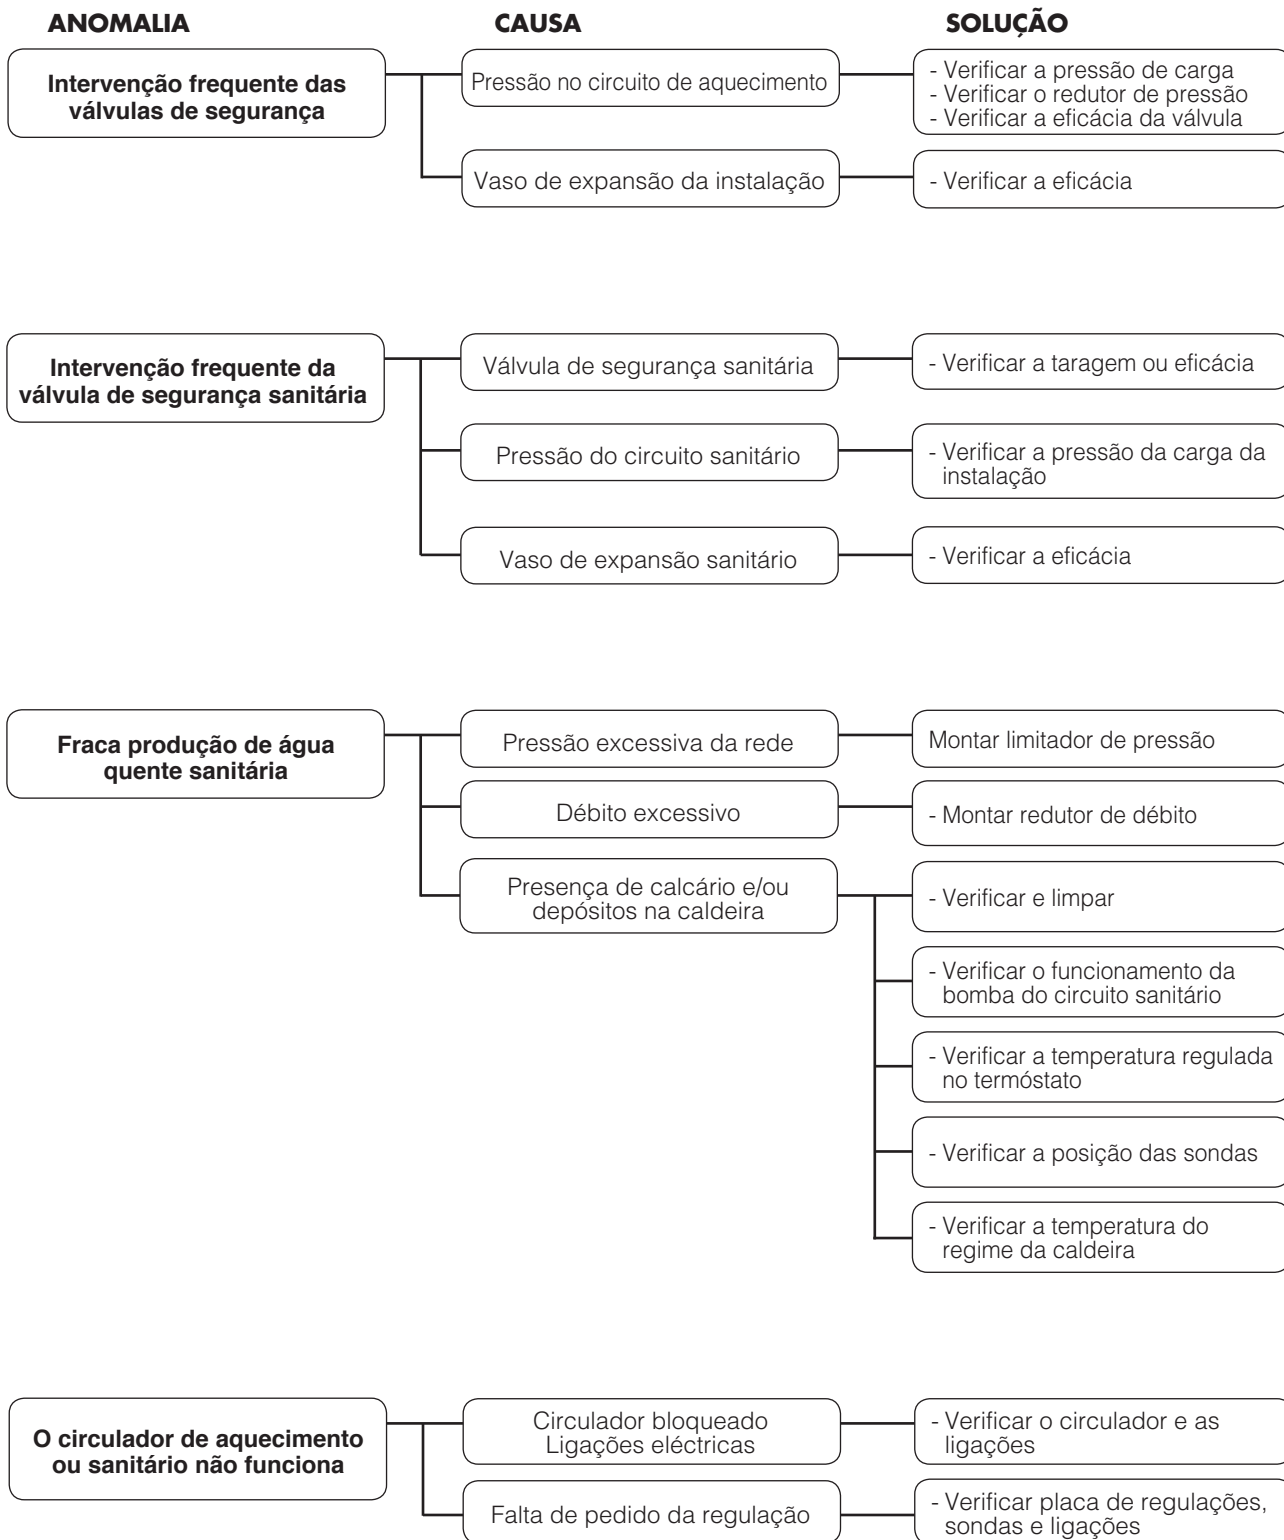 ANOMALIA
CAUSA
SOLUÇÃO
Intervenção frequente das
válvulas de segurança
Pressão no circuito de aquecimento
- Verificar a pressão de carga
- Verificar o redutor de pressão
- Verificar a eficácia da válvula
Vaso de expansão da instalação
- Verificar a eficácia
Intervenção frequente da
válvula de segurança sanitária
Válvula de segurança sanitária
- Verificar a taragem ou eficácia
Pressão do circuito sanitário
- Verificar a pressão da carga da
instalação
Vaso de expansão sanitário
- Verificar a eficácia
Fraca produção de água
quente sanitária
Pressão excessiva da rede
Montar limitador de pressão
Débito excessivo
- Montar redutor de débito
Presença de calcário e/ou
depósitos na caldeira
- Verificar e limpar
- Verificar o funcionamento da
bomba do circuito sanitário
- Verificar a temperatura regulada
no termóstato
- Verificar a posição das sondas
- Verificar a temperatura do
regime da caldeira
O circulador de aquecimento
ou sanitário não funciona
Circulador bloqueado
Ligações eléctricas
- Verificar o circulador e as
ligações
Falta de pedido da regulação
- Verificar placa de regulações,
sondas e ligações